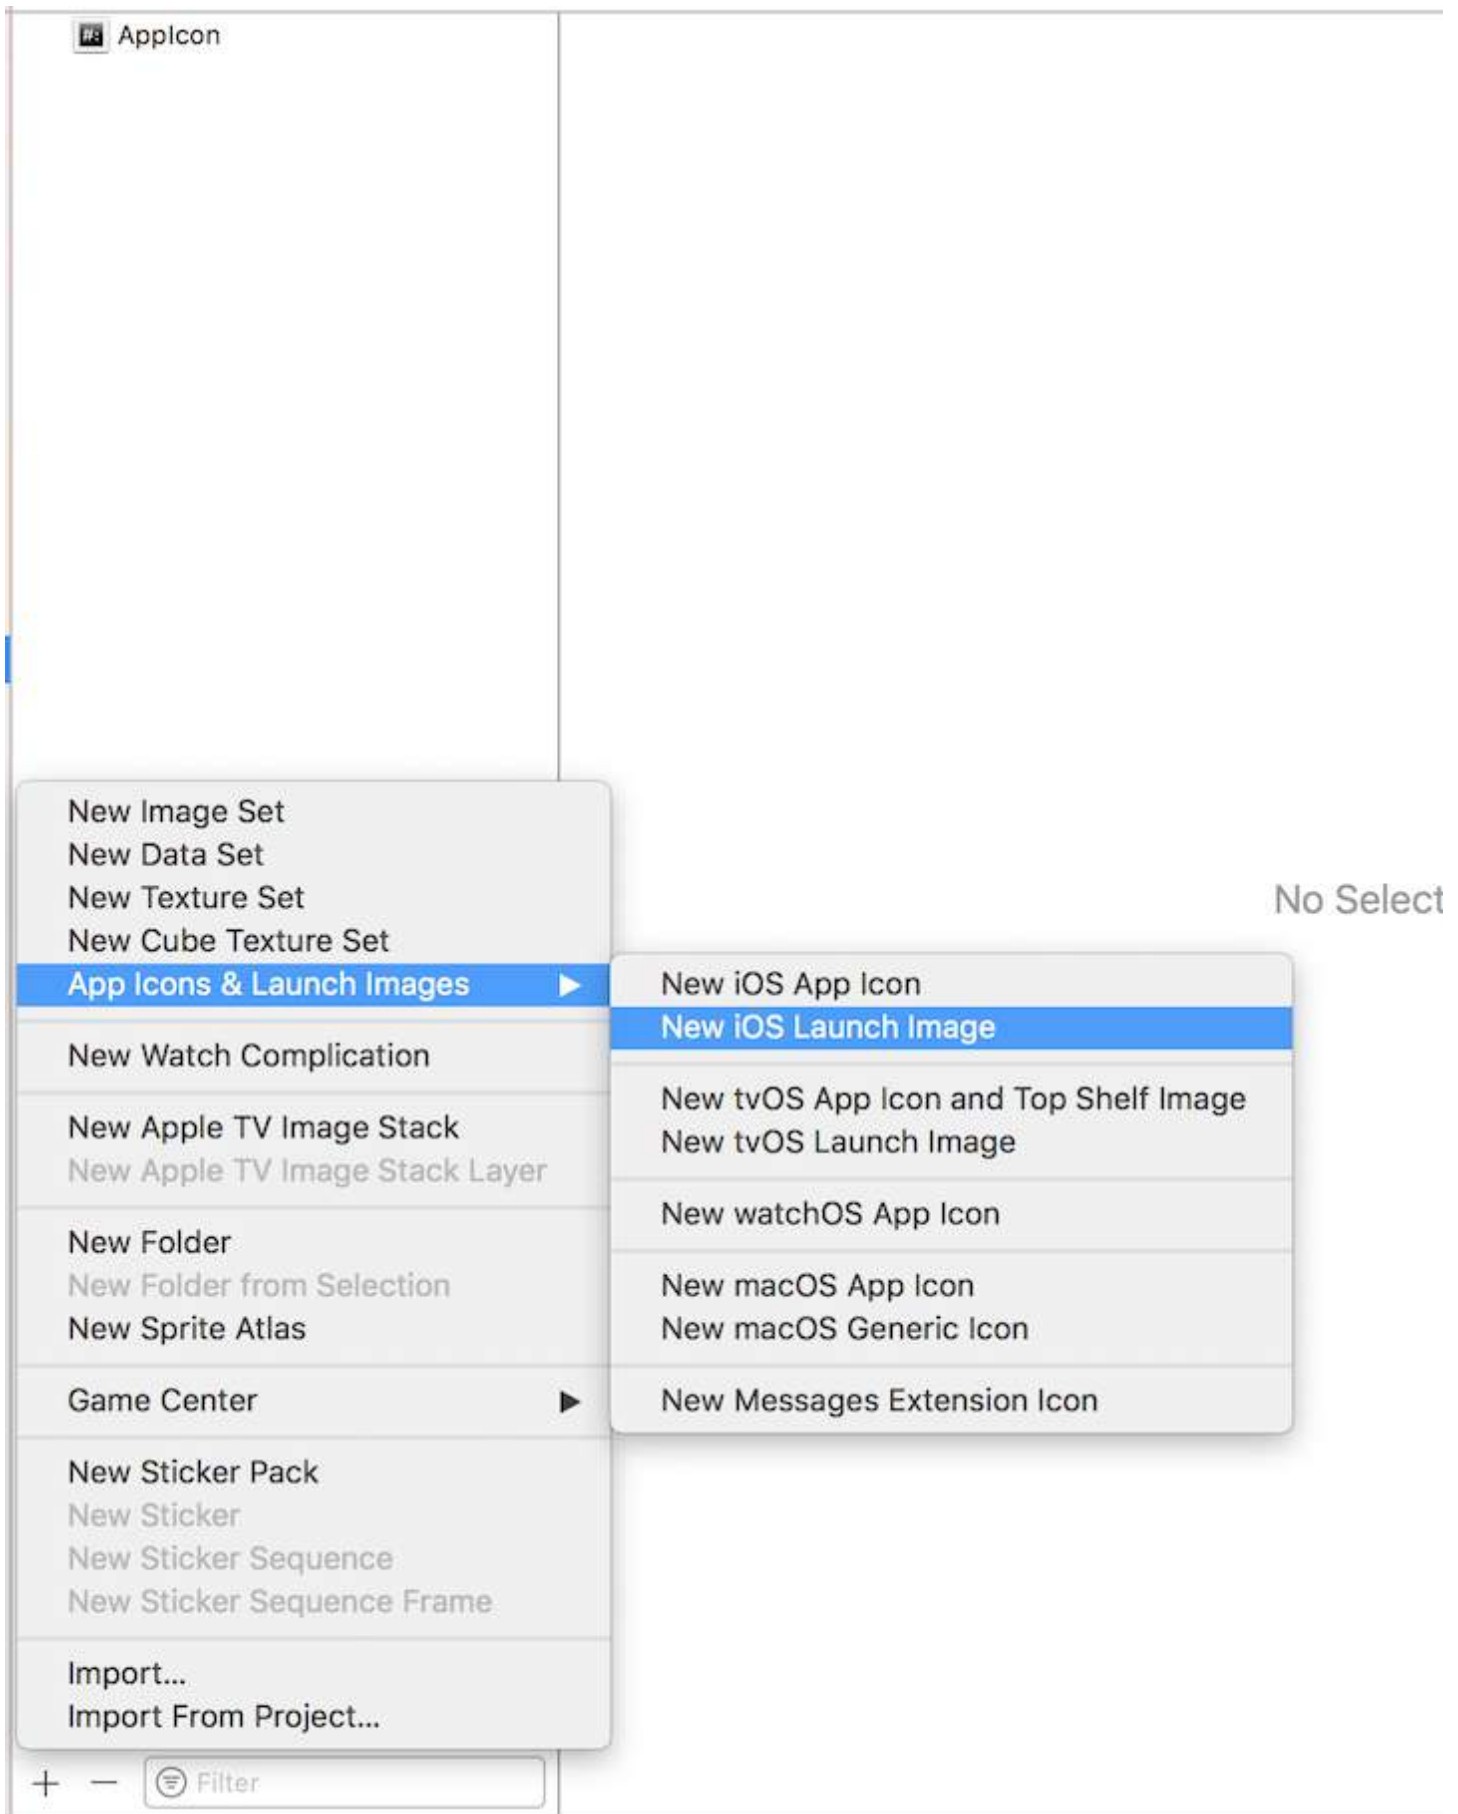 AppIcon
New Image Set
New Data Set
New Texture Set
No Select
New Cube Texture Set
App Icons & Launch Images
New iOS App Icon
New iOS Launch Image
New Watch Complication
New tvOS App Icon and Top Shelf Image
New Apple TV Image Stack
New tvOS Launch Image
New Apple TV Image Stack Layer
New watchOS App Icon
New Folder
New Folder from Selection
New macOS App Icon
New Sprite Atlas
New macOS Generic Icon
Game Center
New Messages Extension Icon
New Sticker Pack
New Sticker
New Sticker Sequence
New Sticker Sequence Frame
Import...
Import From Project...
Filter